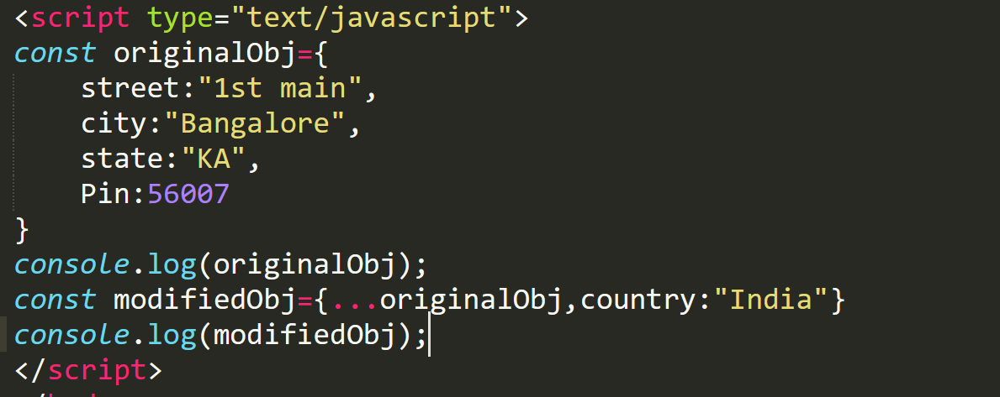 <script type="text/javascript">
const originalObj={
    street:"1st main",
    city:"Bangalore",
    state:"KA",
    Pin:56007
}
console.log(originalObj);
const modifiedObj={...originalObj,country:"India"}
console.log(modifiedObj);
</script>